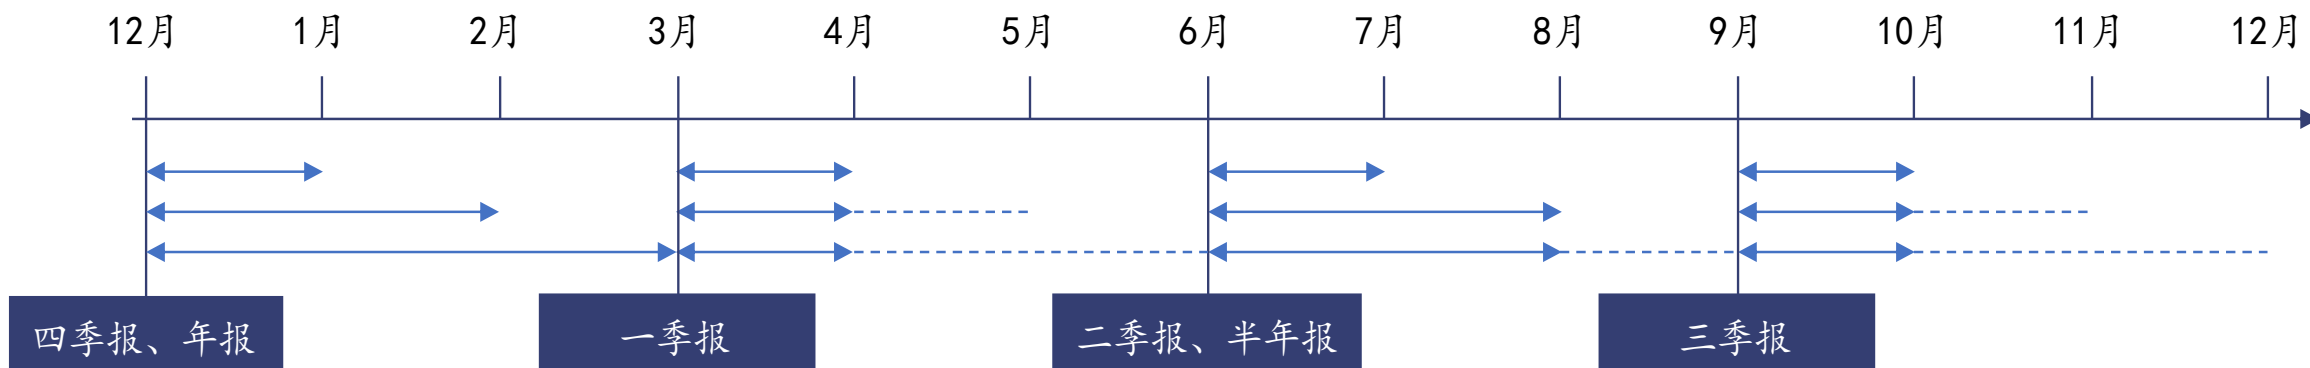 12月 1月 2月 3月 4月 5月 6月 7月 8月 9月 10月 11月 12月
四季报、年报 一季报 二季报、半年报 三季报